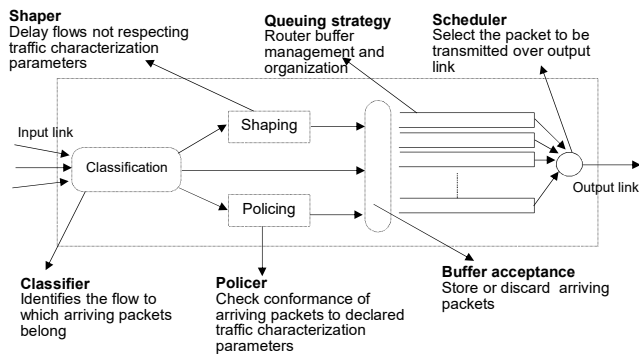 Shaper
Delay flows not respecting
traffic characterization
parameters
Queuing strategy
Router buffer
management and
organization
Scheduler
Select the packet to be
transmitted over output
link
Input link
Classification
Shaping
Policing
Output link
Classifier
Identifies the flow to
which arriving packets
belong
Policer
Check conformance of
arriving packets to declared
traffic characterization
parameters
Buffer acceptance
Store or discard arriving
packets